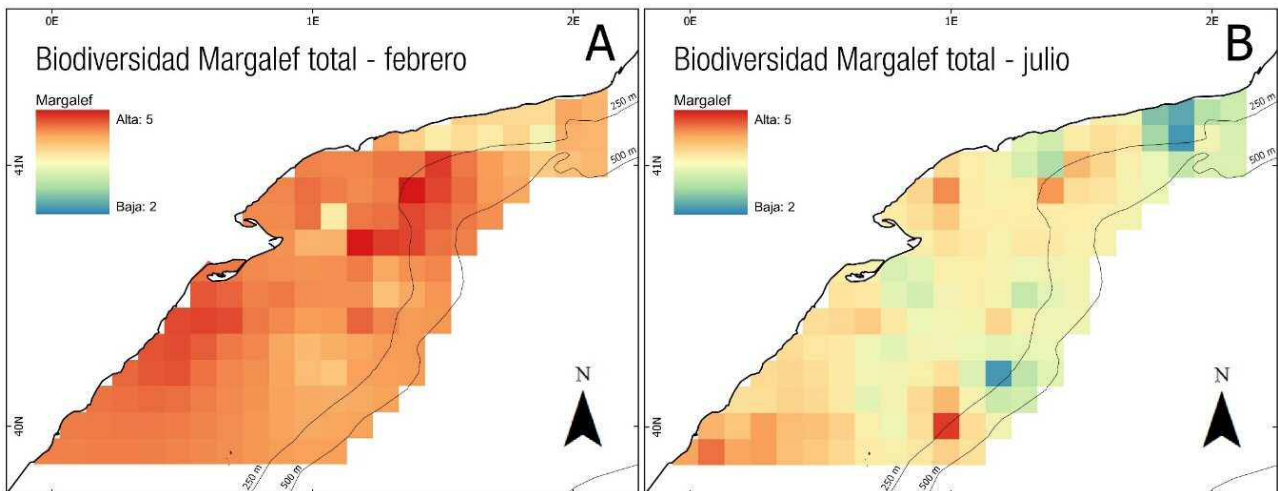 0E
1E
2E
Biodiversidad Margalef total - febrero
A
Margalef
Alta: 5
Baja: 2
41N
40N
250 m
500 m
N
250 m
500 m
0E
1E
2E
Biodiversidad Margalef total - julio
B
Margalef
Alta: 5
Baja: 2
41N
40N
250 m
500 m
N
250 m
500 m